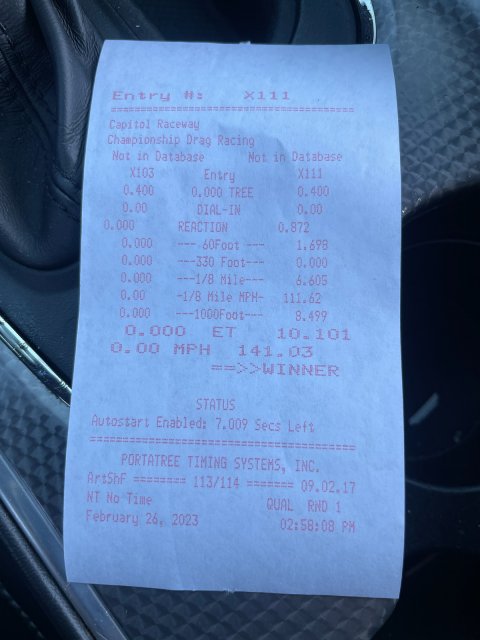 Entry #: X111
========================================
Capitol Raceway
Championship Drag Racing
Not in Database Not in Database
X103 Entry X111
0.400 0.000 TREE 0.400
0.00 DIAL-IN 0.00
0.000 REACTION 0.872
0.000 --- 60Foot --- 1.698
0.000 ---330 Foot--- 0.000
0.000 ---1/8 Mile--- 6.605
0.00 -1/8 Mile MPH- 111.62
0.000 ---1000Foot--- 8.499
0.000 ET 10.101
0.00 MPH 141.03
==>>WINNER
STATUS
Autostart Enabled: 7.009 Secs Left
========================================
PORTATREE TIMING SYSTEMS, INC.
ArtShF ======== 113/114 ======= 09.02.17
NT No Time QUAL RND 1
February 26, 2023 02:58:08 PM